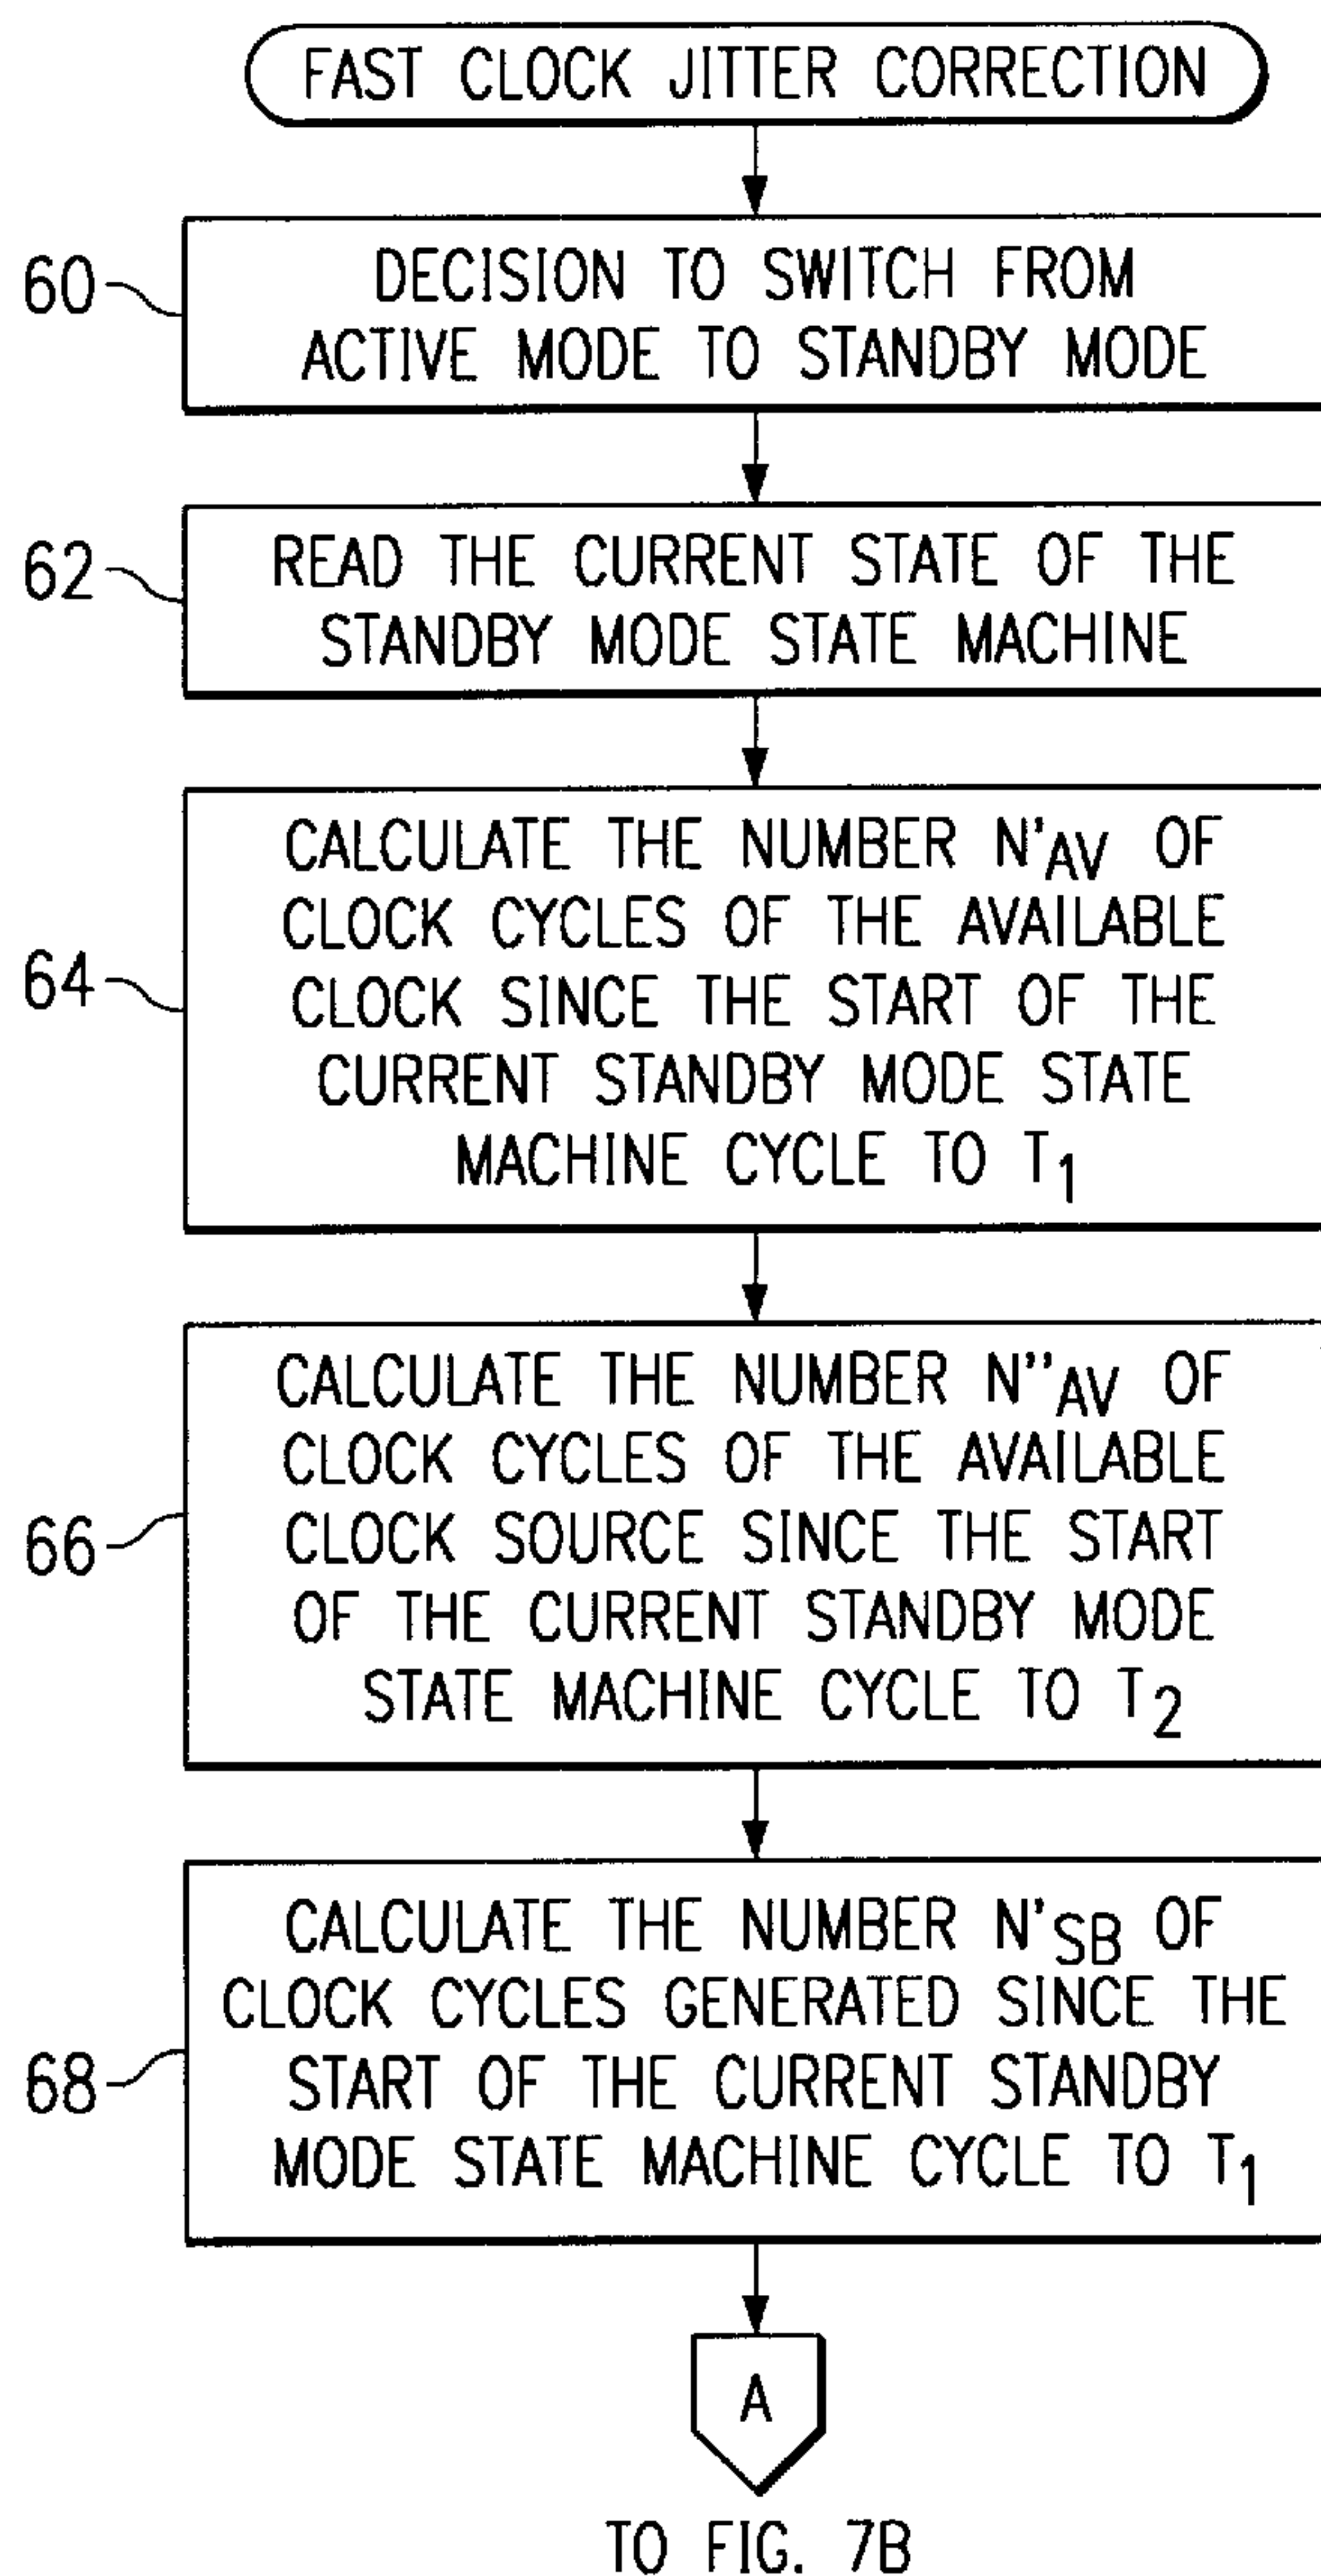 FAST CLOCK JITTER CORRECTION
60
DECISION TO SWITCH FROM
ACTIVE MODE TO STANDBY MODE
62
READ THE CURRENT STATE OF THE
STANDBY MODE STATE MACHINE
64
CALCULATE THE NUMBER N'AV OF
CLOCK CYCLES OF THE AVAILABLE
CLOCK SINCE THE START OF THE
CURRENT STANDBY MODE STATE
MACHINE CYCLE TO T1
66
CALCULATE THE NUMBER N"AV OF
CLOCK CYCLES OF THE AVAILABLE
CLOCK SOURCE SINCE THE START
OF THE CURRENT STANDBY MODE
STATE MACHINE CYCLE TO T2
68
CALCULATE THE NUMBER N'SB OF
CLOCK CYCLES GENERATED SINCE THE
START OF THE CURRENT STANDBY
MODE STATE MACHINE CYCLE TO T1
A
TO FIG. 7B